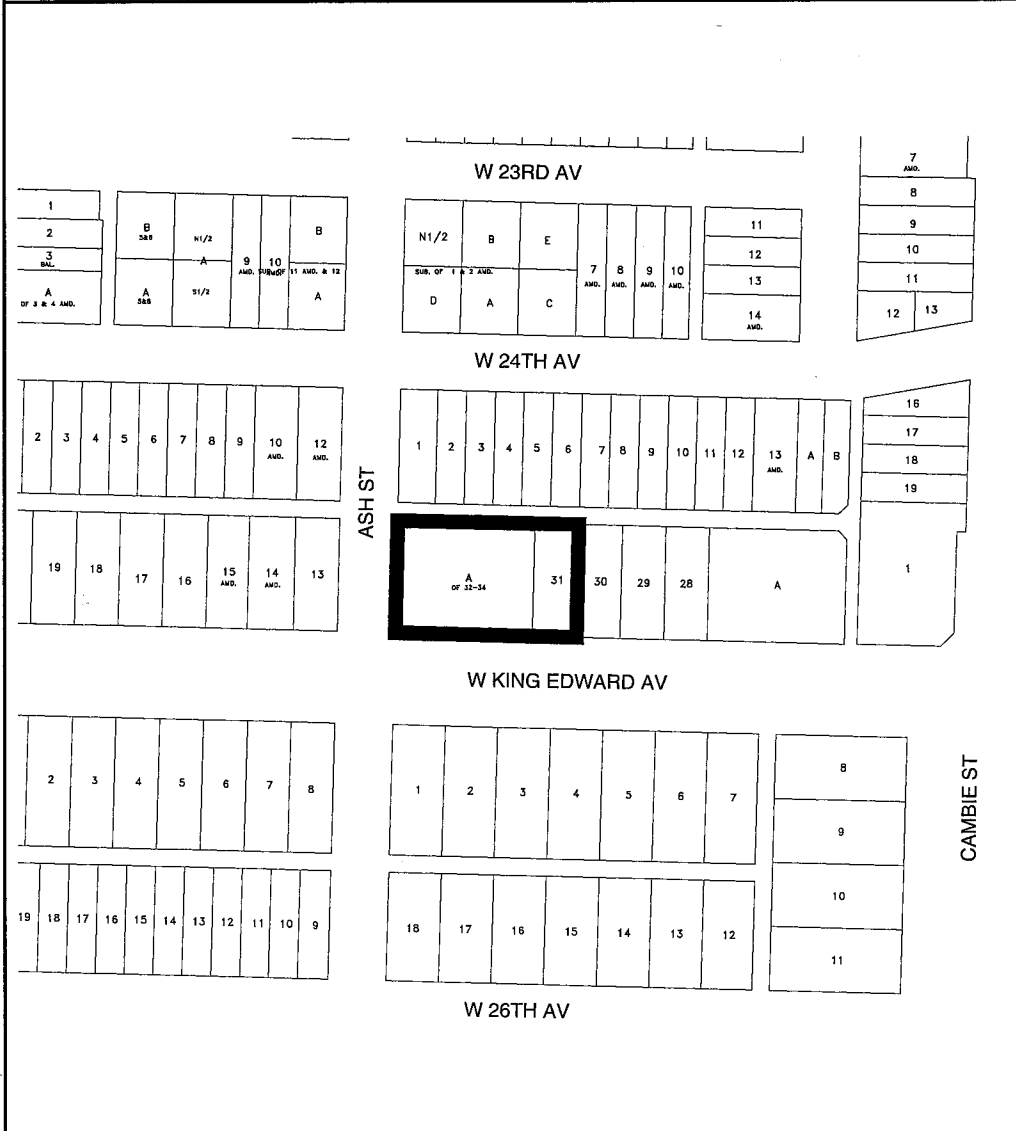 W 23RD AV
7
AMD.
8
9
10
11
12 13
1
2
3
BAL.
A
OF 3 & 4 AMD.
B
S&B
A
S&B
N1/2
A
S1/2
9
AMD.
10
AMD.
SUB. OF 11 AMD. & 12
B
A
N1/2 B E
SUB. OF 1 & 2 AMD.
D A C
7 8 9 10
AMD. AMD. AMD. AMD.
11
12
13
14
AMD.
W 24TH AV
2 3 4 5 6 7 8 9 10 12
AMD. AMD.
ASH ST
1 2 3 4 5 6 7 8 9 10 11 12 13 A B
AMD.
16
17
18
19
1
19 18 17 16 15 14 13
AMD. AMD.
A 31 30 29 28 A
OF 32-34
W KING EDWARD AV
2 3 4 5 6 7 8
1 2 3 4 5 6 7
8
9
10
11
CAMBIE ST
19 18 17 16 15 14 13 12 11 10 9
18 17 16 15 14 13 12
W 26TH AV